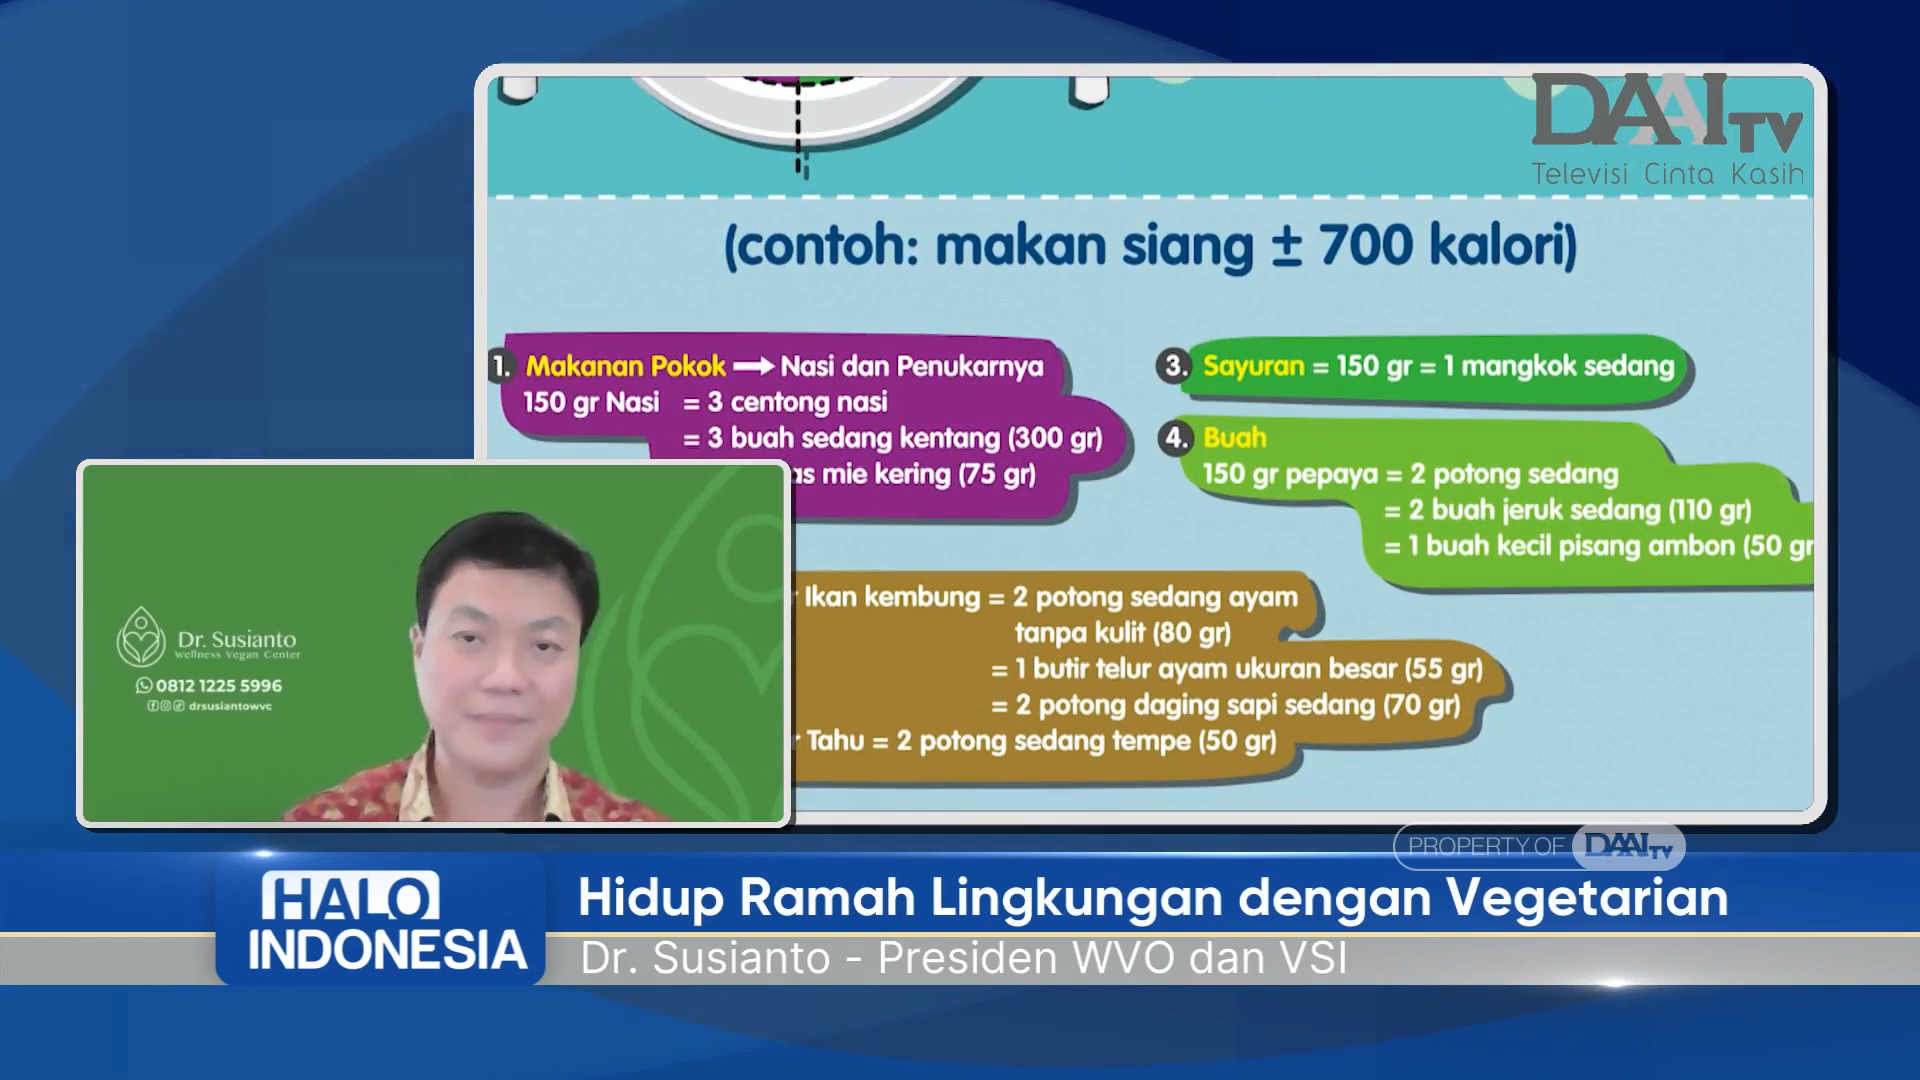 DAAI TV
Televisi Cinta Kasih
(contoh: makan siang ± 700 kalori)
1. Makanan Pokok Nasi dan Penukarnya
150 gr Nasi = 3 centong nasi
= 3 buah sedang kentang (300 gr)
mie kering (75 gr)
3. Sayuran = 150 gr = 1 mangkok sedang
4. Buah
150 gr pepaya = 2 potong sedang
= 2 buah jeruk sedang (110 gr)
= 1 buah kecil pisang ambon (50 gr
Ikan kembung = 2 potong sedang ayam
tanpa kulit (80 gr)
= 1 butir telur ayam ukuran besar (55 gr)
= 2 potong daging sapi sedang (70 gr)
Tahu = 2 potong sedang tempe (50 gr)
Dr. Susianto
Wellness Vegan Center
0812 1225 5996
drsusiantowvc
PROPERTY OF DAAI TV
HALO
INDONESIA
Hidup Ramah Lingkungan dengan Vegetarian
Dr. Susianto - Presiden WVO dan VSI